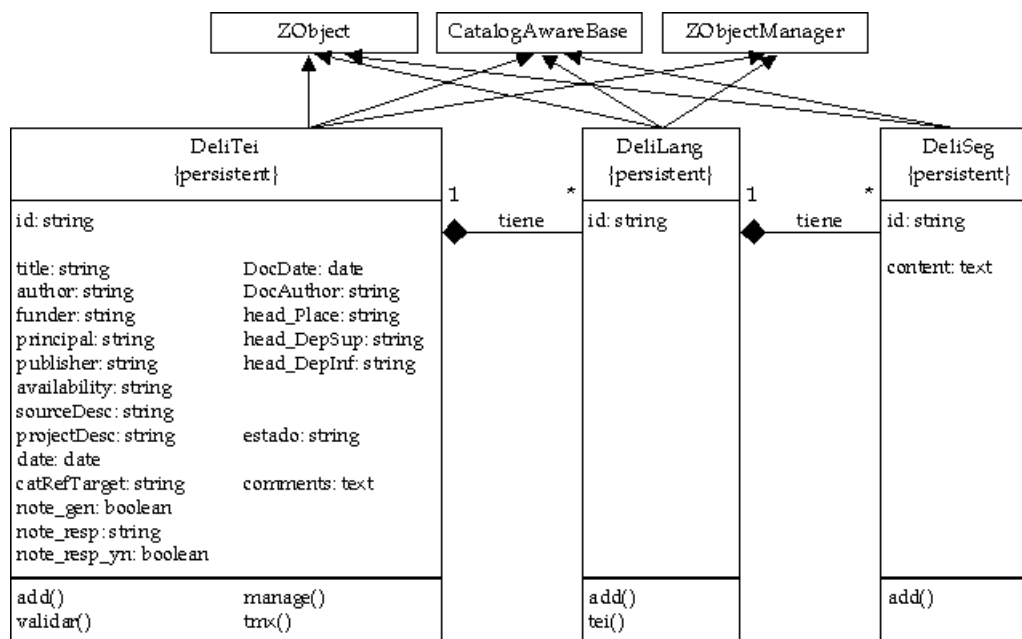 ZObject
CatalogAwareBase
ZObjectManager
DeliTei
{persistent}
id: string
title: string
author: string
funder: string
principal: string
publisher: string
availability: string
sourceDesc: string
projectDesc: string
date: date
catRefTarget: string
note_gen: boolean
note_resp: string
note_resp_yn: boolean
DocDate: date
DocAuthor: string
head_Place: string
head_DepSup: string
head_DepInf: string
estado: string
comments: text
add()
validar()
manage()
tmx()
1
*
tiene
DeliLang
{persistent}
id: string
add()
tei()
1
*
tiene
DeliSeg
{persistent}
id: string
content: text
add()